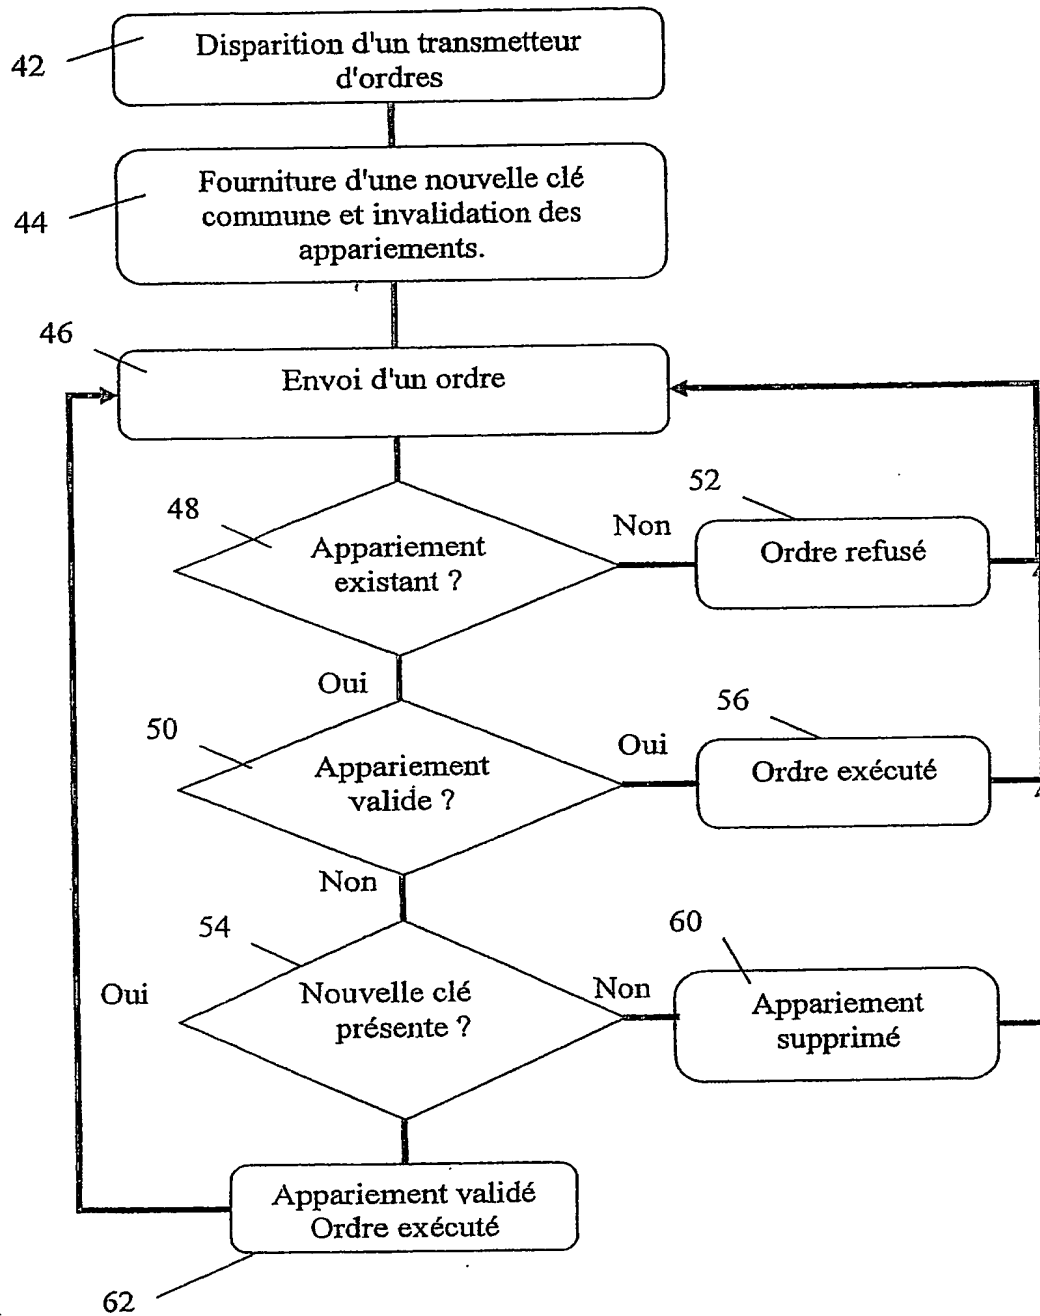 42
Disparition d'un transmetteur
d'ordres
44
Fourniture d'une nouvelle clé
commune et invalidation des
appariements.
46
Envoi d'un ordre
48
Appariement
existant ?
Non
52
Ordre refusé
Oui
50
Appariement
valide ?
Oui
56
Ordre exécuté
Non
54
Nouvelle clé
présente ?
Oui
Non
60
Appariement
supprimé
Appariement validé
Ordre exécuté
62